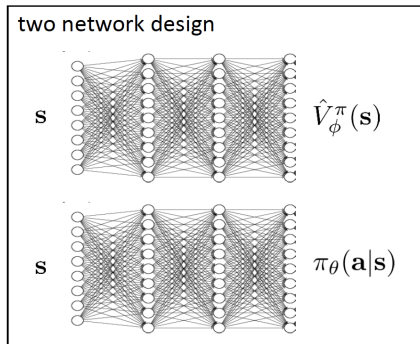 two network design
s
V̂^π_ϕ(s)
s
π_θ(a|s)